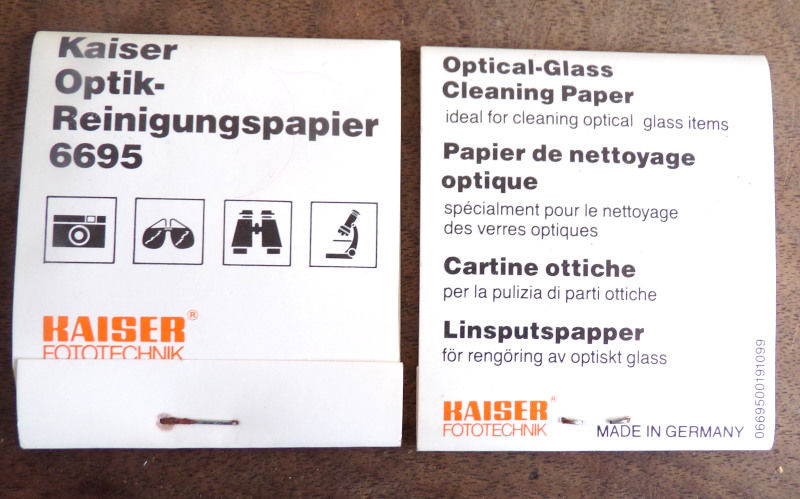 Kaiser
Optik-
Reinigungspapier
6695
KAISER®
FOTOTECHNIK
Optical-Glass
Cleaning Paper
ideal for cleaning optical glass items
Papier de nettoyage
optique
spécialment pour le nettoyage
des verres optiques
Cartine ottiche
per la pulizia di parti ottiche
Linsputspapper
för rengöring av optiskt glass
KAISER®
FOTOTECHNIK
MADE IN GERMANY
0669500191099